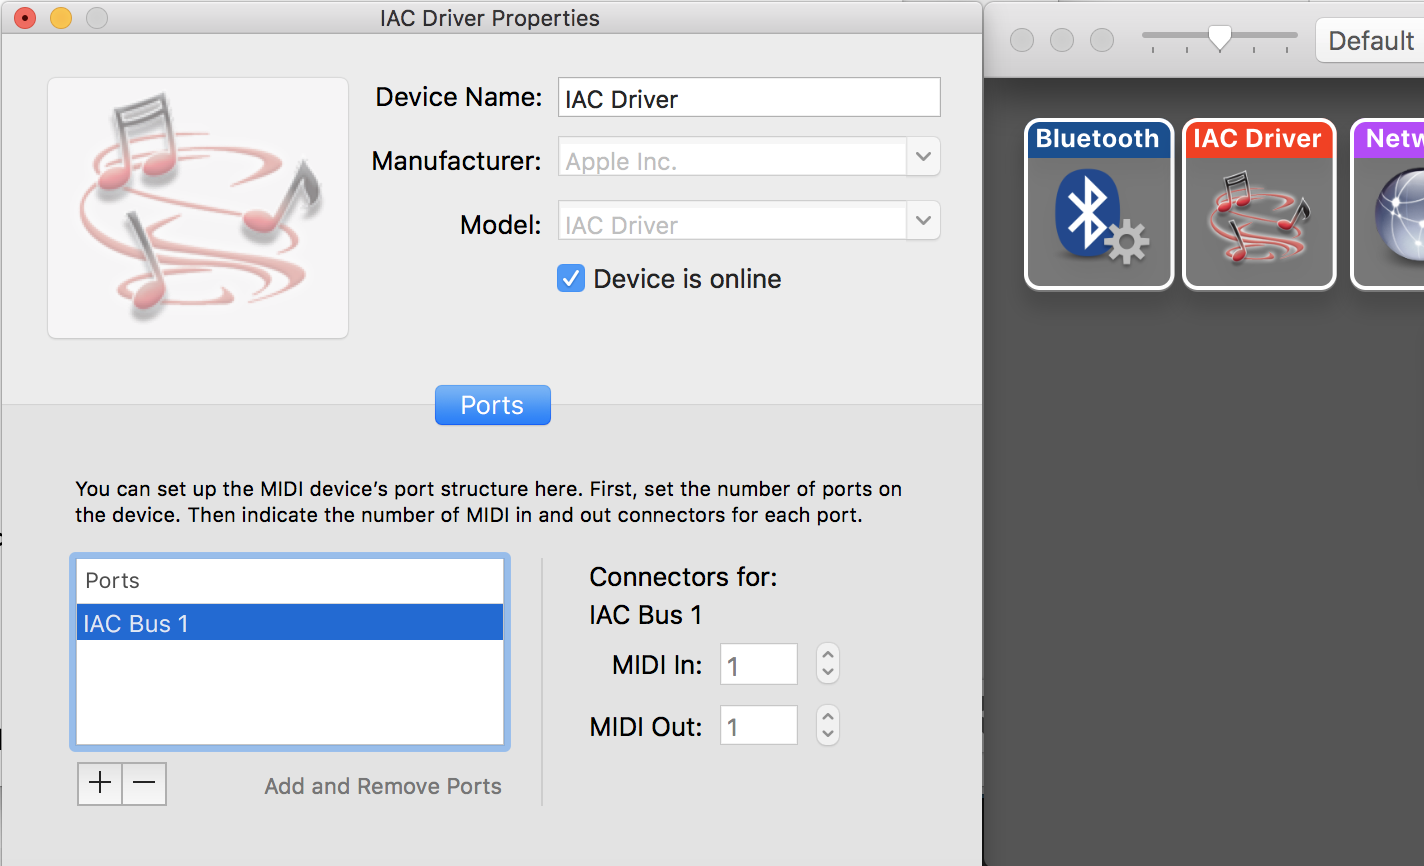 IAC Driver Properties
Device Name: IAC Driver
Manufacturer: Apple Inc.
Model: IAC Driver
Device is online
Ports
You can set up the MIDI device’s port structure here. First, set the number of ports on
the device. Then indicate the number of MIDI in and out connectors for each port.
Ports
IAC Bus 1
Add and Remove Ports
Connectors for:
IAC Bus 1
MIDI In: 1
MIDI Out: 1
Default
Bluetooth
IAC Driver
Netw